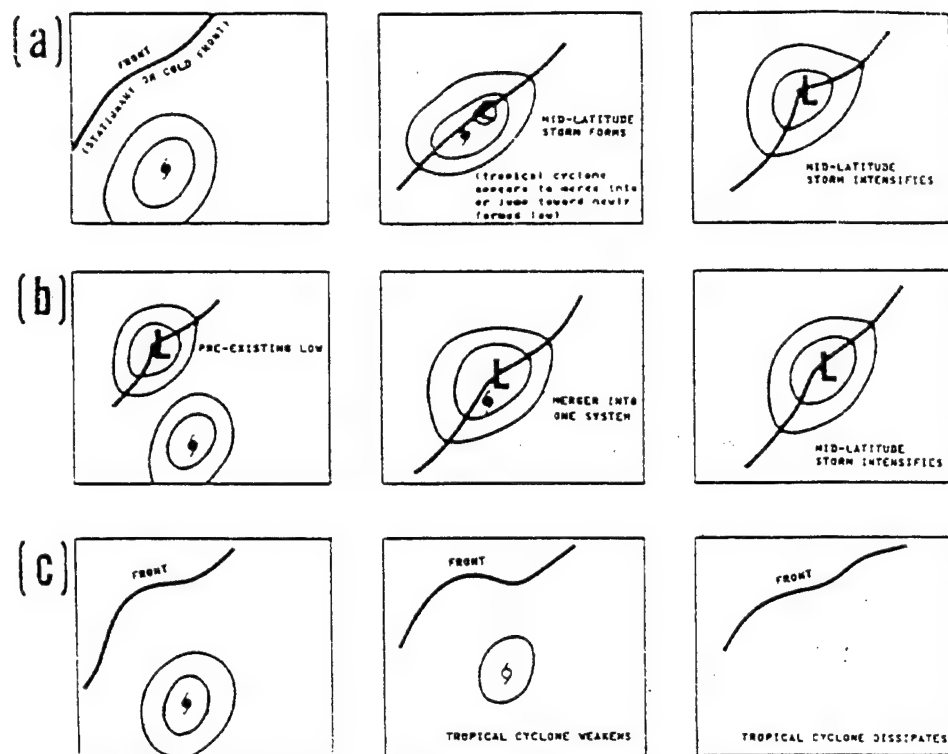 (a)
FRONT
(STATIONARY OR COLD FRONT)
MID-LATITUDE
STORM FORMS
(tropical cyclone
appears to merge into
or jump toward newly
formed low)
L
MID-LATITUDE
STORM INTENSIFIES
(b)
L
PRE-EXISTING LOW
L
MERGER INTO
ONE SYSTEM
L
MID-LATITUDE
STORM INTENSIFIES
(c)
FRONT
FRONT
TROPICAL CYCLONE WEAKENS
FRONT
TROPICAL CYCLONE DISSIPATES